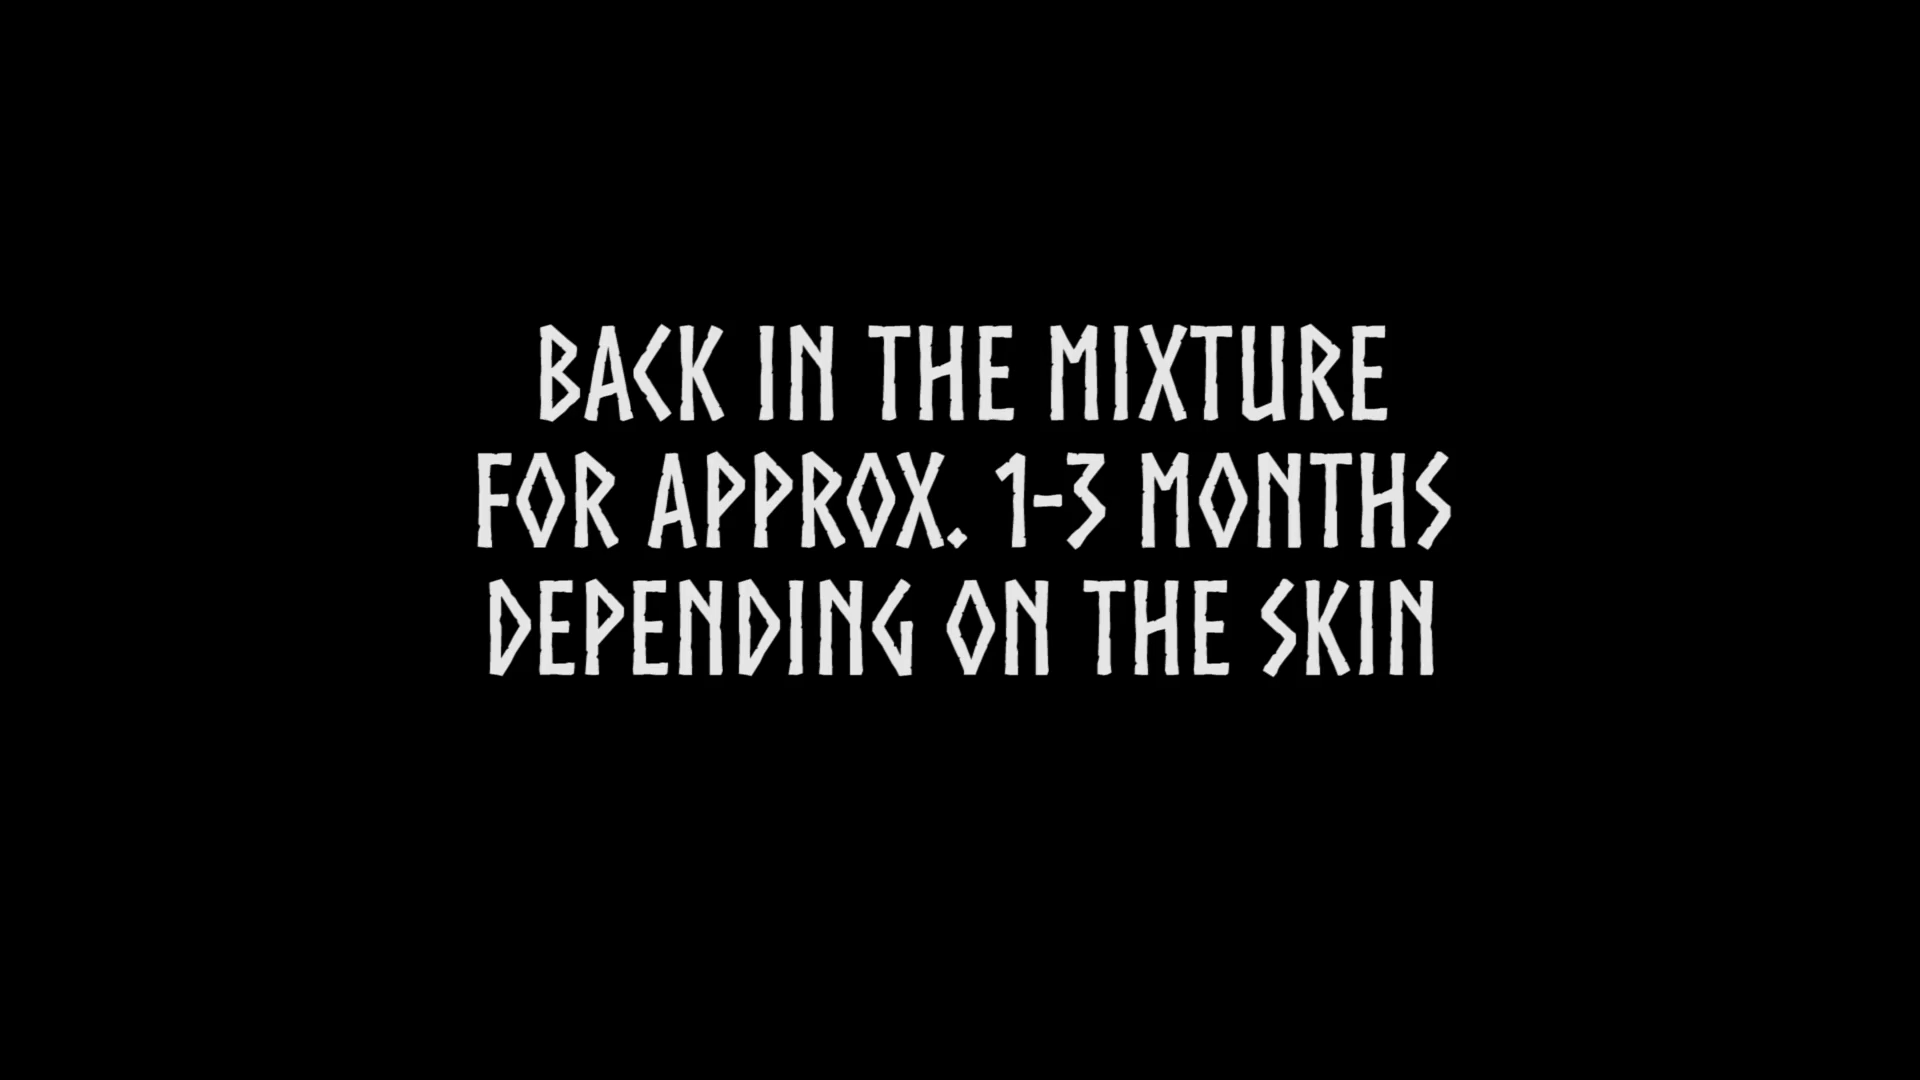 BACK IN THE MIXTURE
FOR APPROX. 1-3 MONTHS
DEPENDING ON THE SKIN